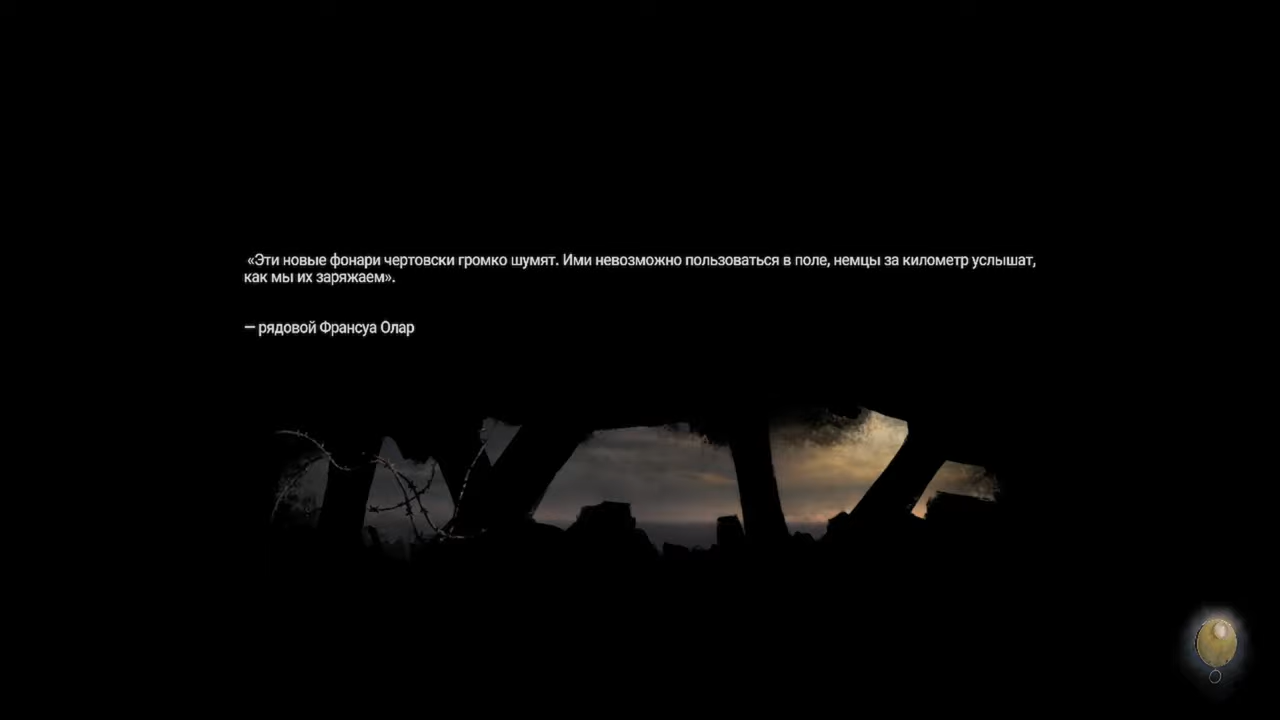 «Эти новые фонари чертовски громко шумят. Ими невозможно пользоваться в поле, немцы за километр услышат,
как мы их заряжаем».
— рядовой Франсуа Олар